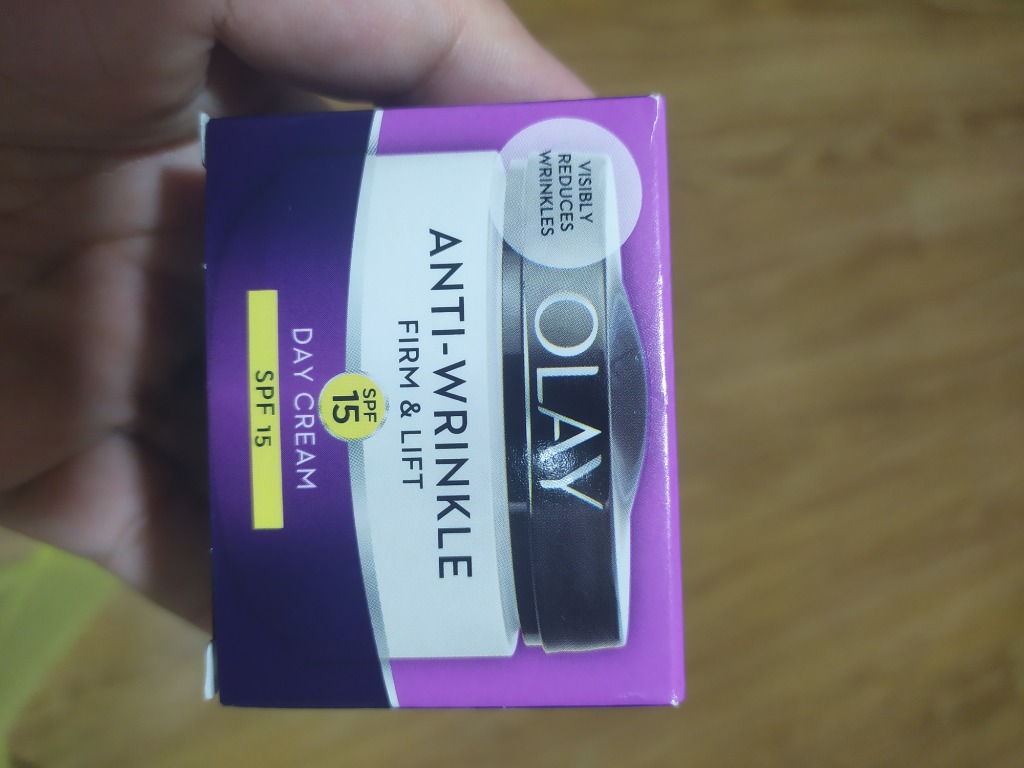 VISIBLY
REDUCES
WRINKLES
OLAY
ANTI-WRINKLE
FIRM & LIFT
SPF
15
DAY CREAM
SPF 15